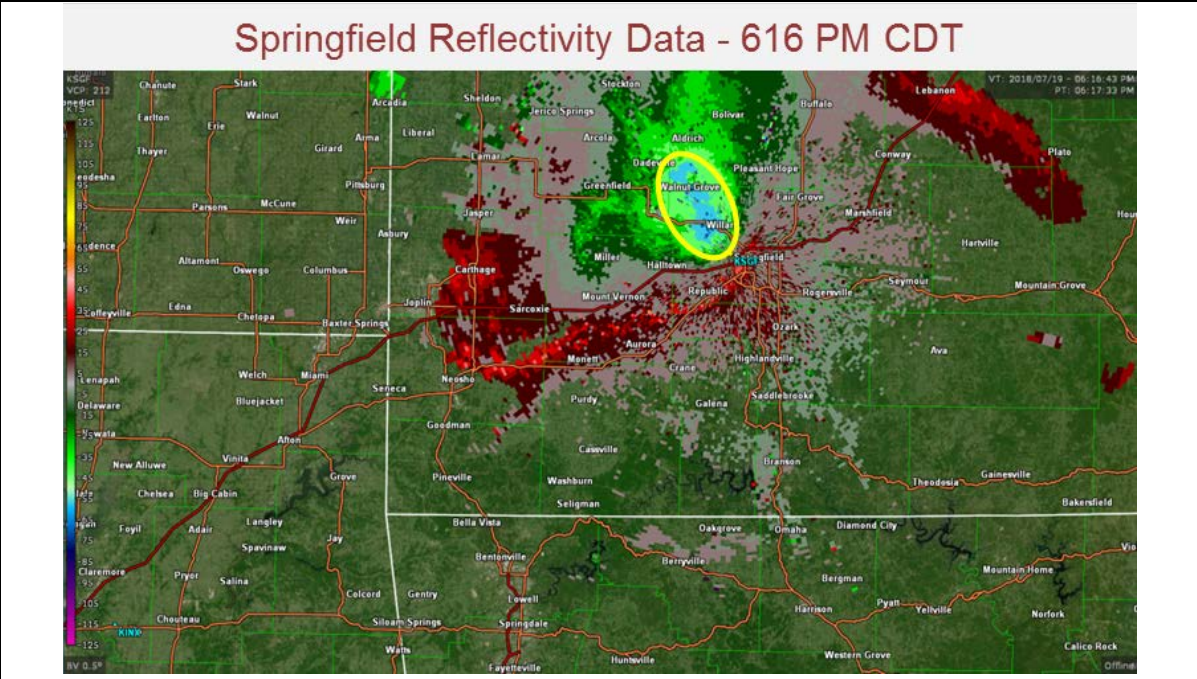 Springfield Reflectivity Data - 616 PM CDT
KSGF
VCP: 212
VT: 2018/07/19 - 06:16:43 PM
PT: 06:17:33 PM
Chanute
Stark
Stockton
Arcadia
Sheldon
Jerico Springs
Buffalo
Lebanon
Earlton
Walnut
Erie
Bolivar
Arma
Liberal
Arcola
Aldrich
Thayer
Girard
Lamar
Conway
Plato
Pleasant Hope
Pittsburg
Greenfield
Walnut Grove
Fair Grove
Parsons
McCune
Weir
Jasper
Marshfield
Asbury
Hartville
Altamont
Oswego
Columbus
Carthage
Miller
Halltown
KSGF
Seymour
Mount Grove
Mount Vernon
Republic
Rogersville
Edna
Joplin
Sarcoxie
Coffeyville
Chetopa
Baxter Springs
Ozark
Aurora
Monett
Crane
Highlandville
Ava
Lenapah
Welch
Miami
Neosho
Seneca
Bluejacket
Purdy
Galena
Saddlebrooke
Delaware
Goodman
Afton
Vinita
Cassville
Branson
New Alluwe
Grove
Pineville
Washburn
Theodosia
Gainesville
Chelsea
Big Cabin
Seligman
Bakersfield
Foyil
Adair
Langley
Jay
Bella Vista
Oakgrove
Omaha
Diamond City
Spavinaw
Bentonville
Berryville
Mountain Home
Claremore
Pryor
Salina
Colcord
Gentry
Lowell
Bergman
Pyatt
Yellville
Harrison
Norfork
Chouteau
KINX
Siloam Springs
Springdale
Watts
Huntsville
Western Grove
Calico Rock
Fayetteville
BV 0.5°
Offline